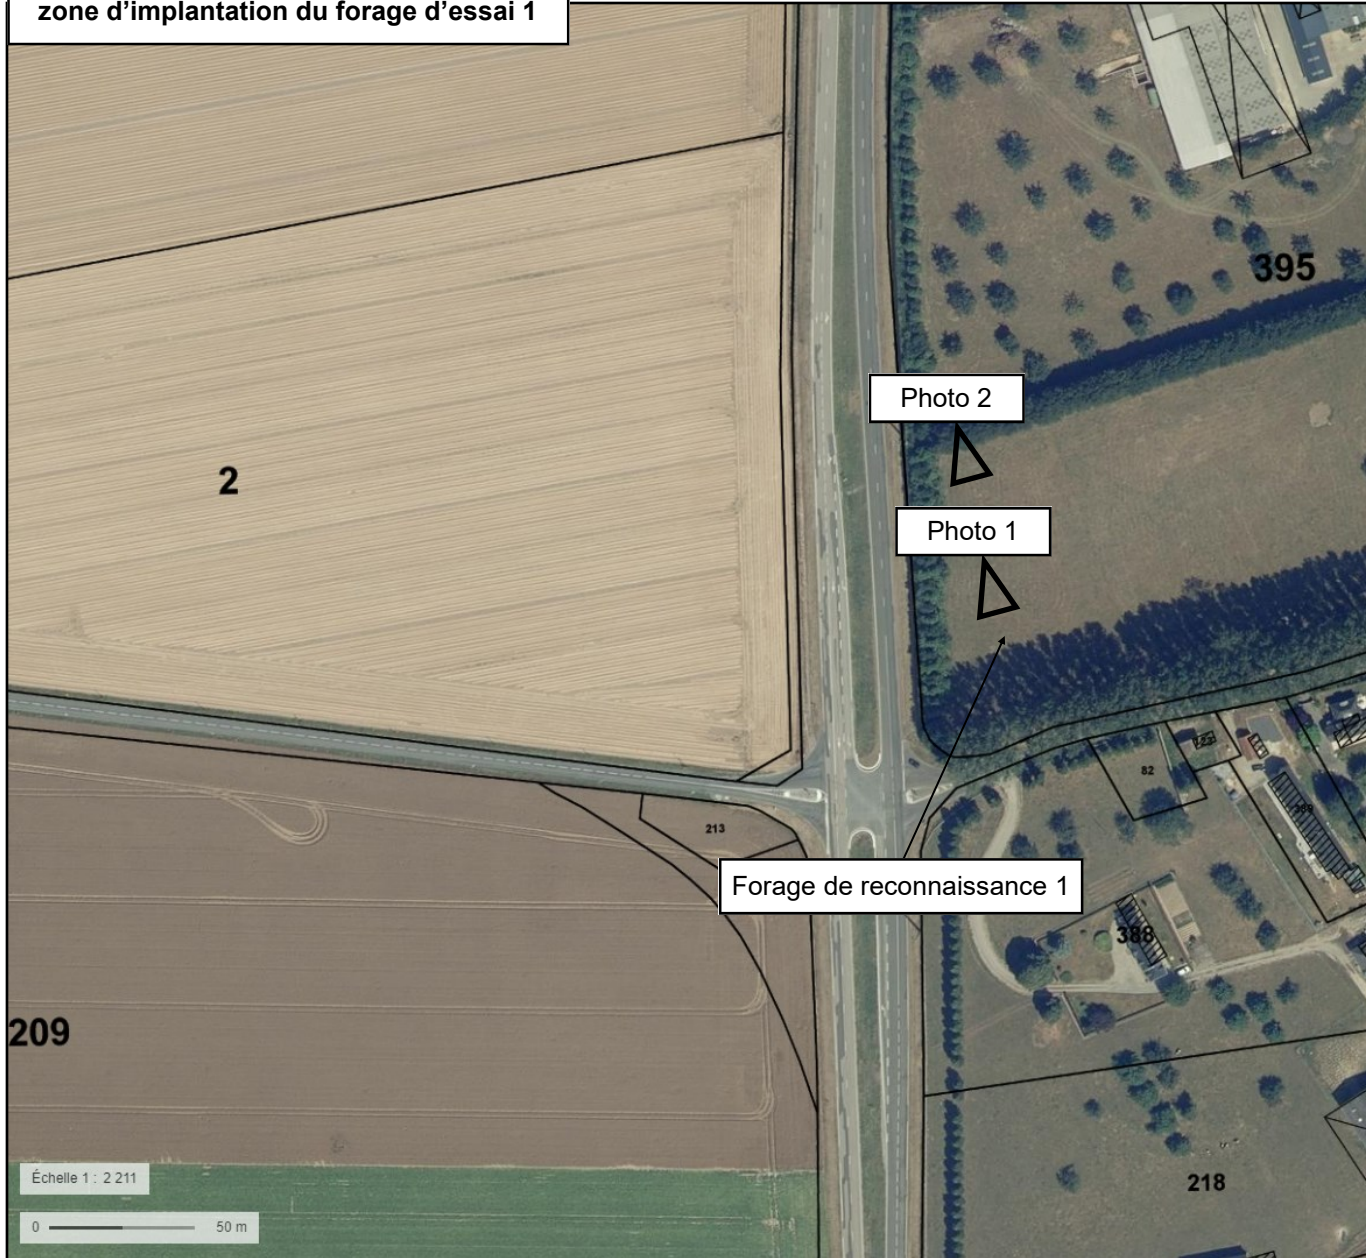 zone d’implantation du forage d’essai 1
395
Photo 2
2
Photo 1
82
213
Forage de reconnaissance 1
388
209
Échelle 1 : 2 211
218
0 50 m